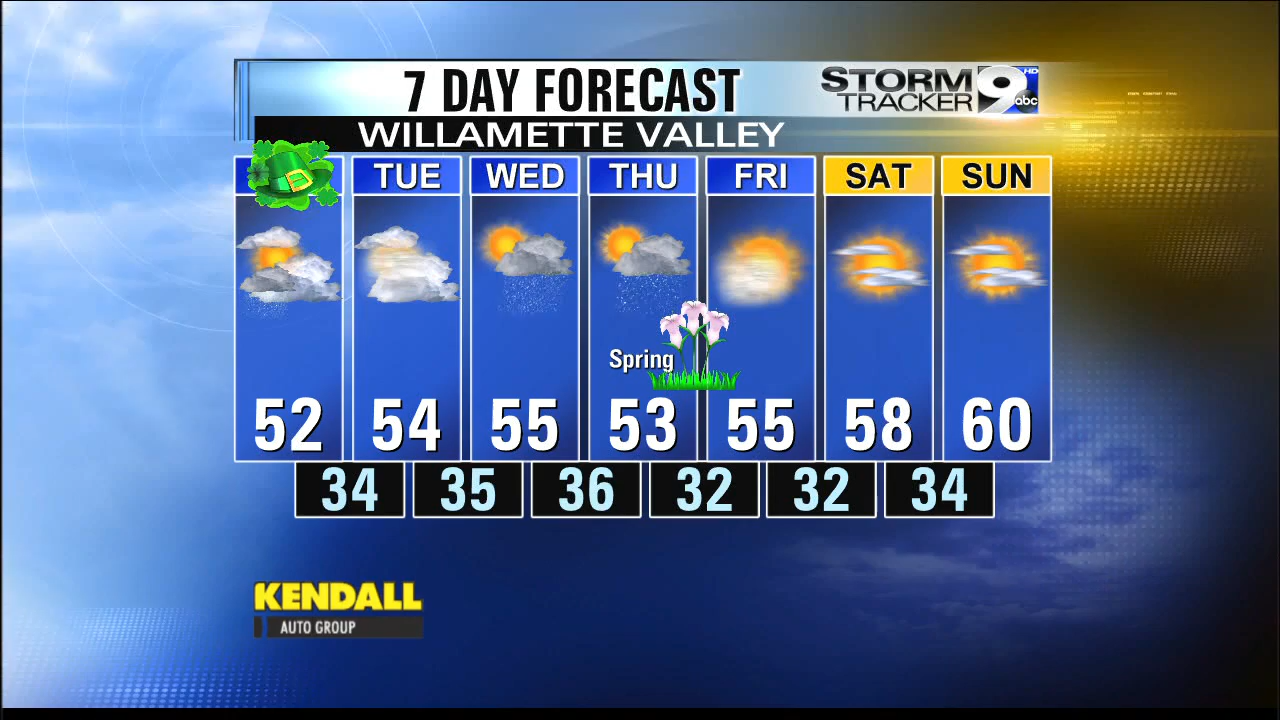 7 DAY FORECAST
STORM
TRACKER
9
HD
abc
WILLAMETTE VALLEY
TUE WED THU FRI SAT SUN
Spring
52 54 55 53 55 58 60
34 35 36 32 32 34
KENDALL
AUTO GROUP